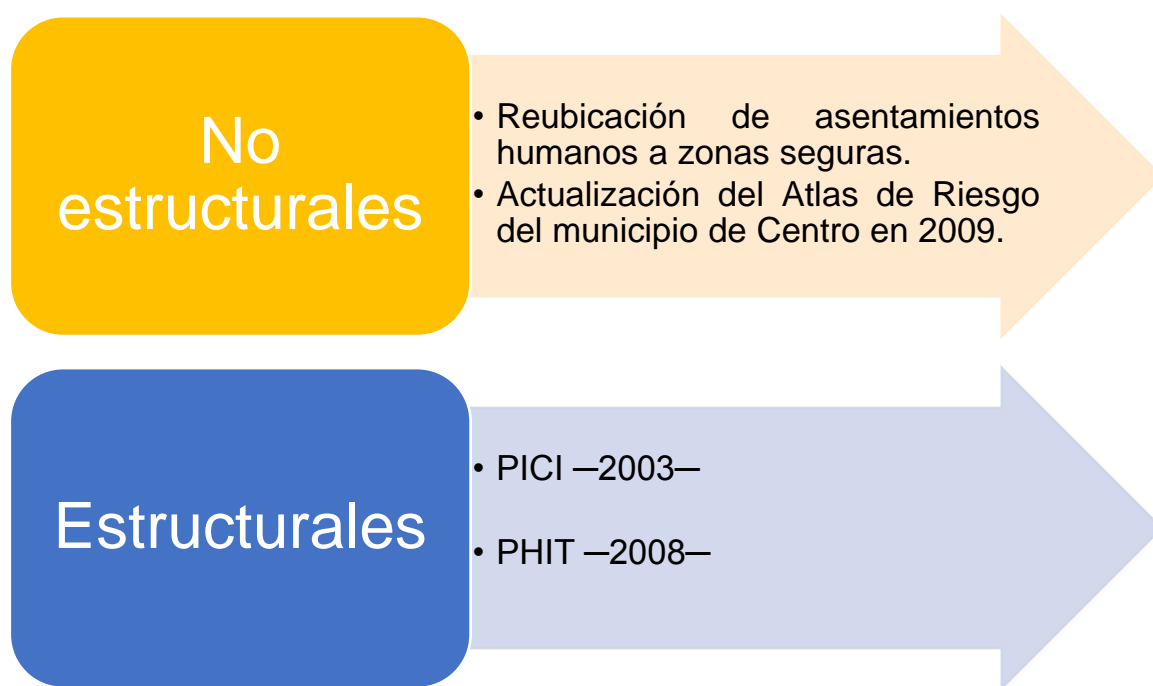 No
estructurales
• Reubicación de asentamientos
humanos a zonas seguras.
• Actualización del Atlas de Riesgo
del municipio de Centro en 2009.
Estructurales
• PICI —2003—
• PHIT —2008—